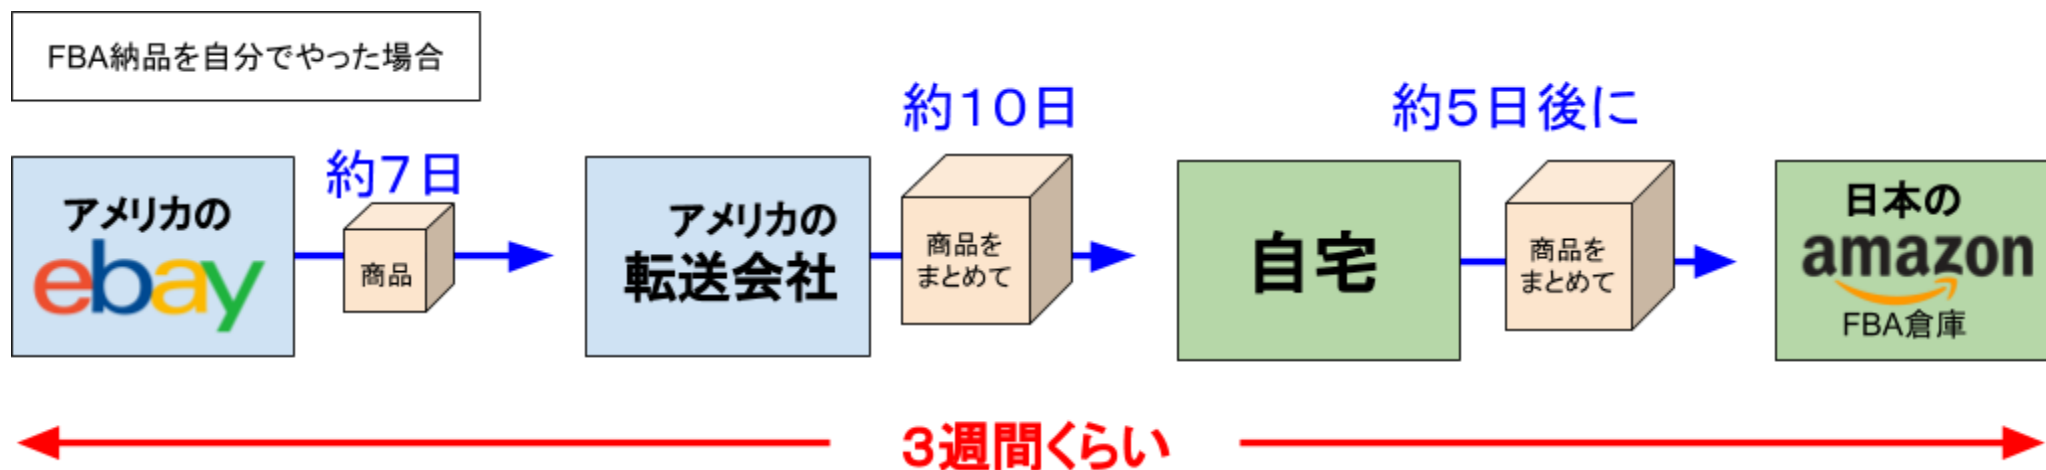 FBA納品を自分でやった場合
約7日
約10日
約5日後に
アメリカの
ebay
商品
アメリカの
転送会社
商品を
まとめて
自宅
商品を
まとめて
日本の
amazon
FBA倉庫
3週間くらい